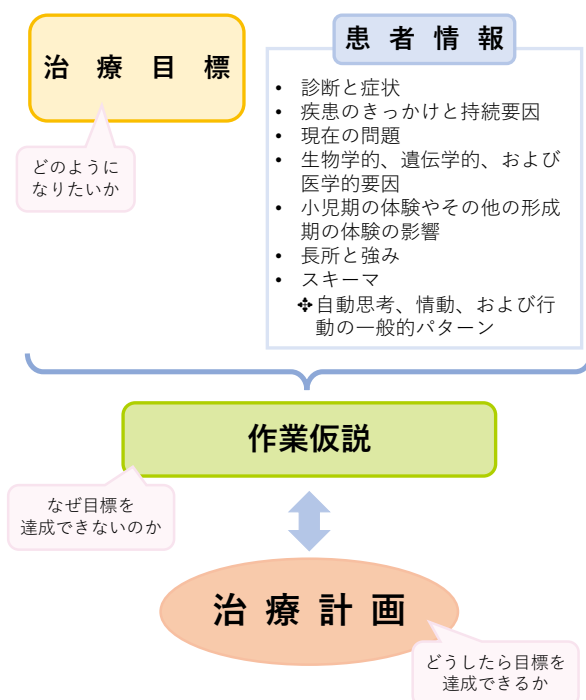 治療目標
どのように
なりたいか
患者情報
• 診断と症状
• 疾患のきっかけと持続要因
• 現在の問題
• 生物学的、遺伝学的、および
医学的要因
• 小児期の体験やその他の形成
期の体験の影響
• 長所と強み
• スキーマ
❖自動思考、情動、および行
動の一般的パターン
作業仮説
なぜ目標を
達成できないのか
治療計画
どうしたら目標を
達成できるか